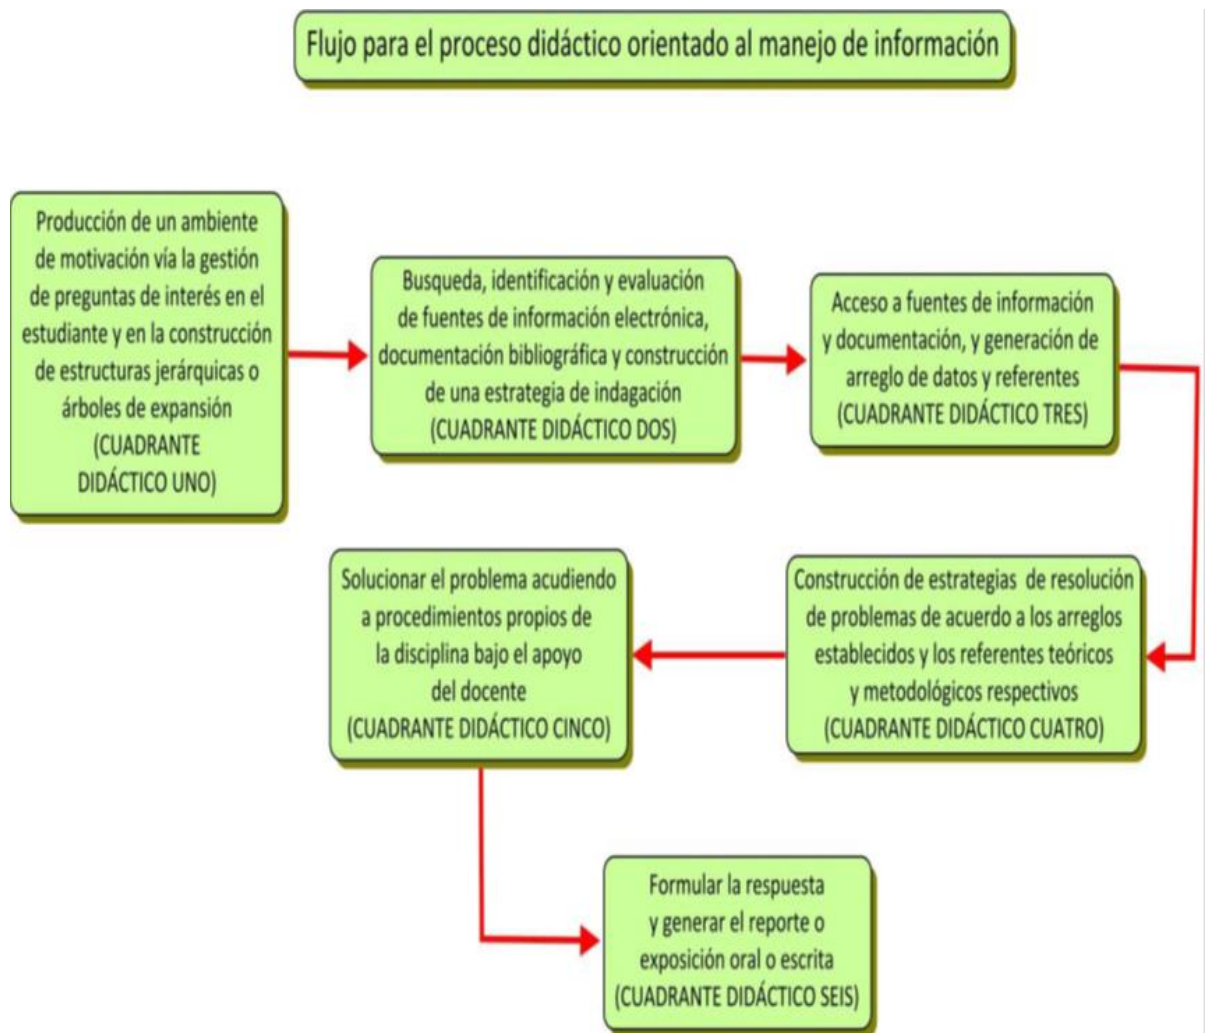 Flujo para el proceso didáctico orientado al manejo de información
Producción de un ambiente
de motivación vía la gestión
de preguntas de interés en el
estudiante y en la construcción
de estructuras jerárquicas o
árboles de expansión
(CUADRANTE
DIDÁCTICO UNO)
Busqueda, identificación y evaluación
de fuentes de información electrónica,
documentación bibliográfica y construcción
de una estrategia de indagación
(CUADRANTE DIDÁCTICO DOS)
Acceso a fuentes de información
y documentación, y generación de
arreglo de datos y referentes
(CUADRANTE DIDÁCTICO TRES)
Construcción de estrategias de resolución
de problemas de acuerdo a los arreglos
establecidos y los referentes teóricos
y metodológicos respectivos
(CUADRANTE DIDÁCTICO CUATRO)
Solucionar el problema acudiendo
a procedimientos propios de
la disciplina bajo el apoyo
del docente
(CUADRANTE DIDÁCTICO CINCO)
Formular la respuesta
y generar el reporte o
exposición oral o escrita
(CUADRANTE DIDÁCTICO SEIS)